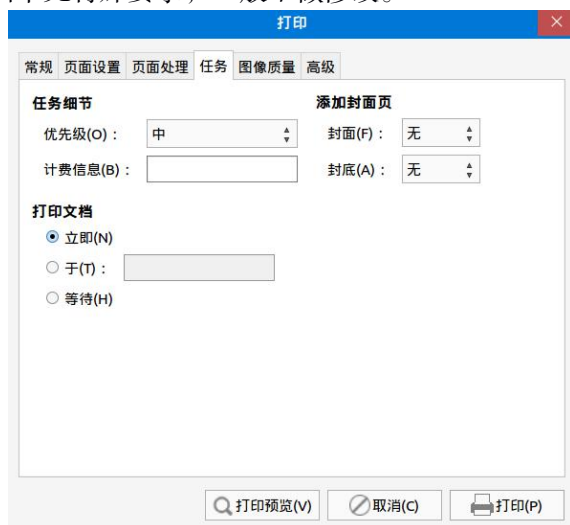 打印
常规 页面设置 页面处理 任务 图像质量 高级
任务细节
优先级(O)： 中
计费信息(B)：
添加封面页
封面(F)： 无
封底(A)： 无
打印文档
立即(N)
于(T)：
等待(H)
打印预览(V) 取消(C) 打印(P)